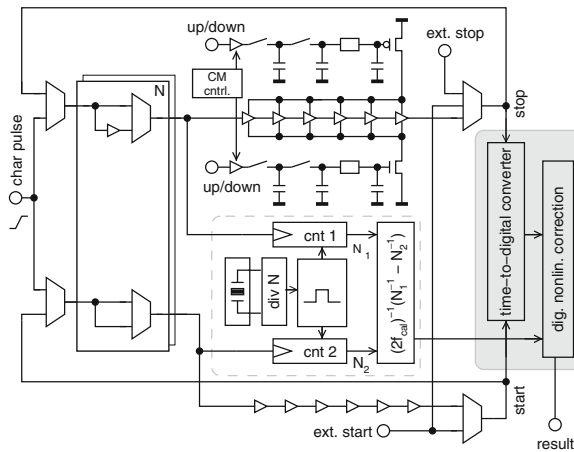 up/down
ext. stop
CM
cntrl.
N
stop
char pulse
up/down
cnt 1
N1
div N
(2fcal)^-1(N1^-1 − N2^-1)
cnt 2
N2
time−to−digital converter
dig. nonlin. correction
start
ext. start
result